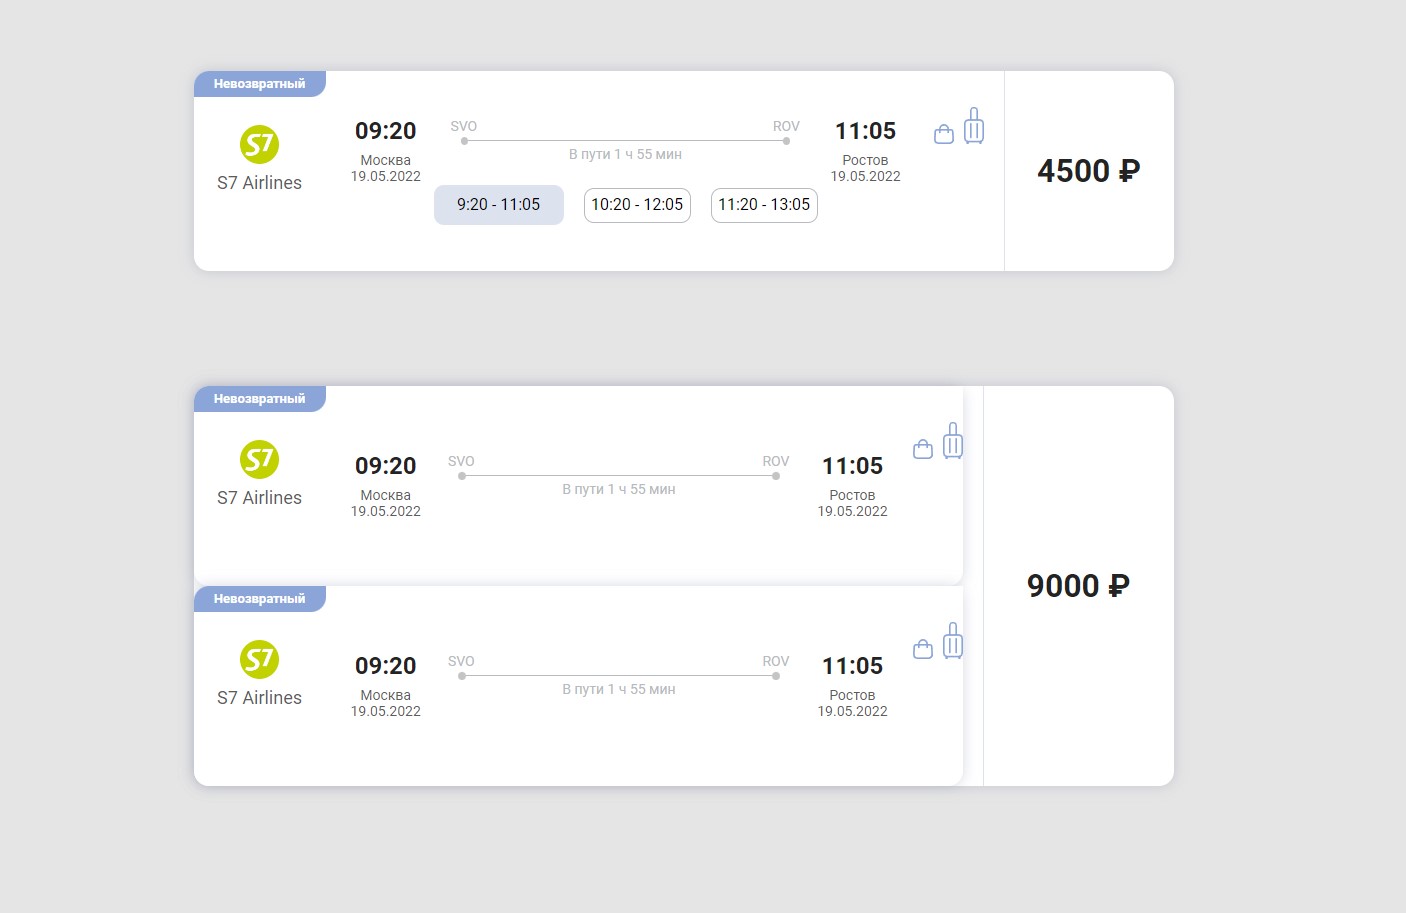 Невозвратный
S7
S7 Airlines
09:20
Москва
19.05.2022
SVO
ROV
В пути 1 ч 55 мин
11:05
Ростов
19.05.2022
9:20 - 11:05
10:20 - 12:05
11:20 - 13:05
4500 ₽
Невозвратный
S7
S7 Airlines
09:20
Москва
19.05.2022
SVO
ROV
В пути 1 ч 55 мин
11:05
Ростов
19.05.2022
Невозвратный
S7
S7 Airlines
09:20
Москва
19.05.2022
SVO
ROV
В пути 1 ч 55 мин
11:05
Ростов
19.05.2022
9000 ₽